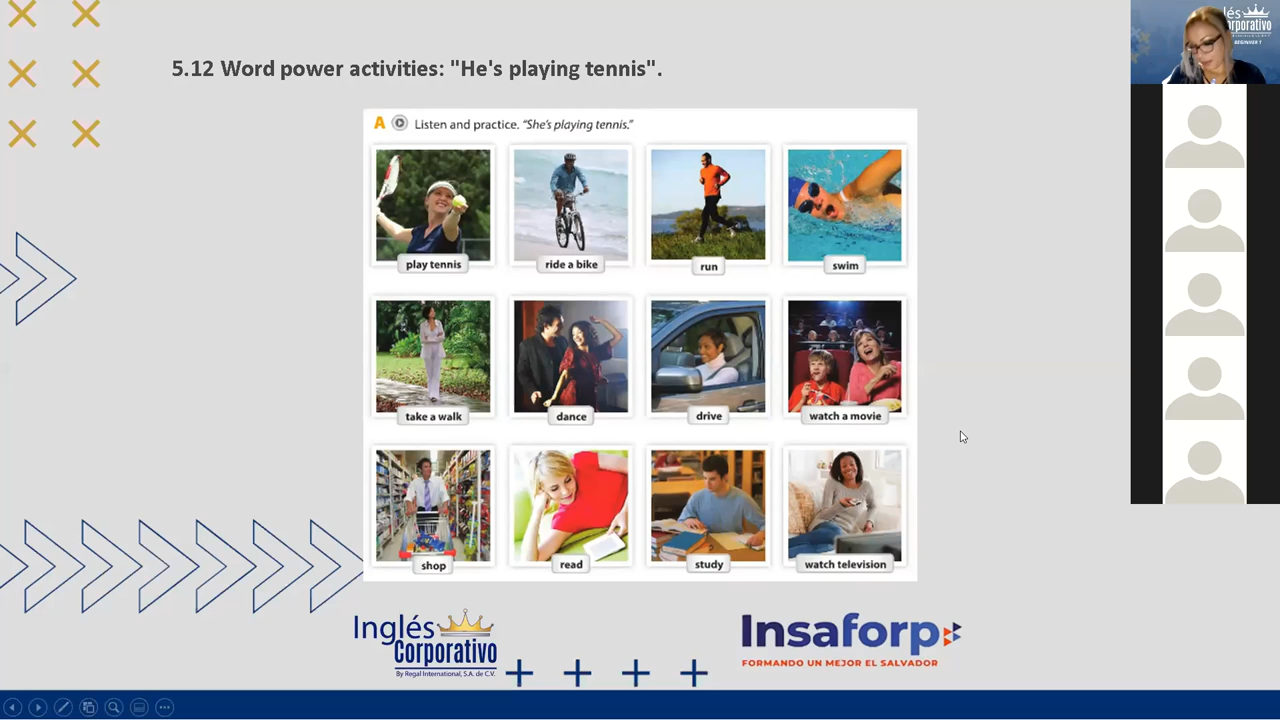 5.12 Word power activities: "He's playing tennis".
A Listen and practice. "She's playing tennis."
play tennis
ride a bike
run
swim
take a walk
dance
drive
watch a movie
shop
read
study
watch television
Inglés
Corporativo
By Regal International, S.A. de C.V.
Insaforp
FORMANDO UN MEJOR EL SALVADOR
BEGINNER 1